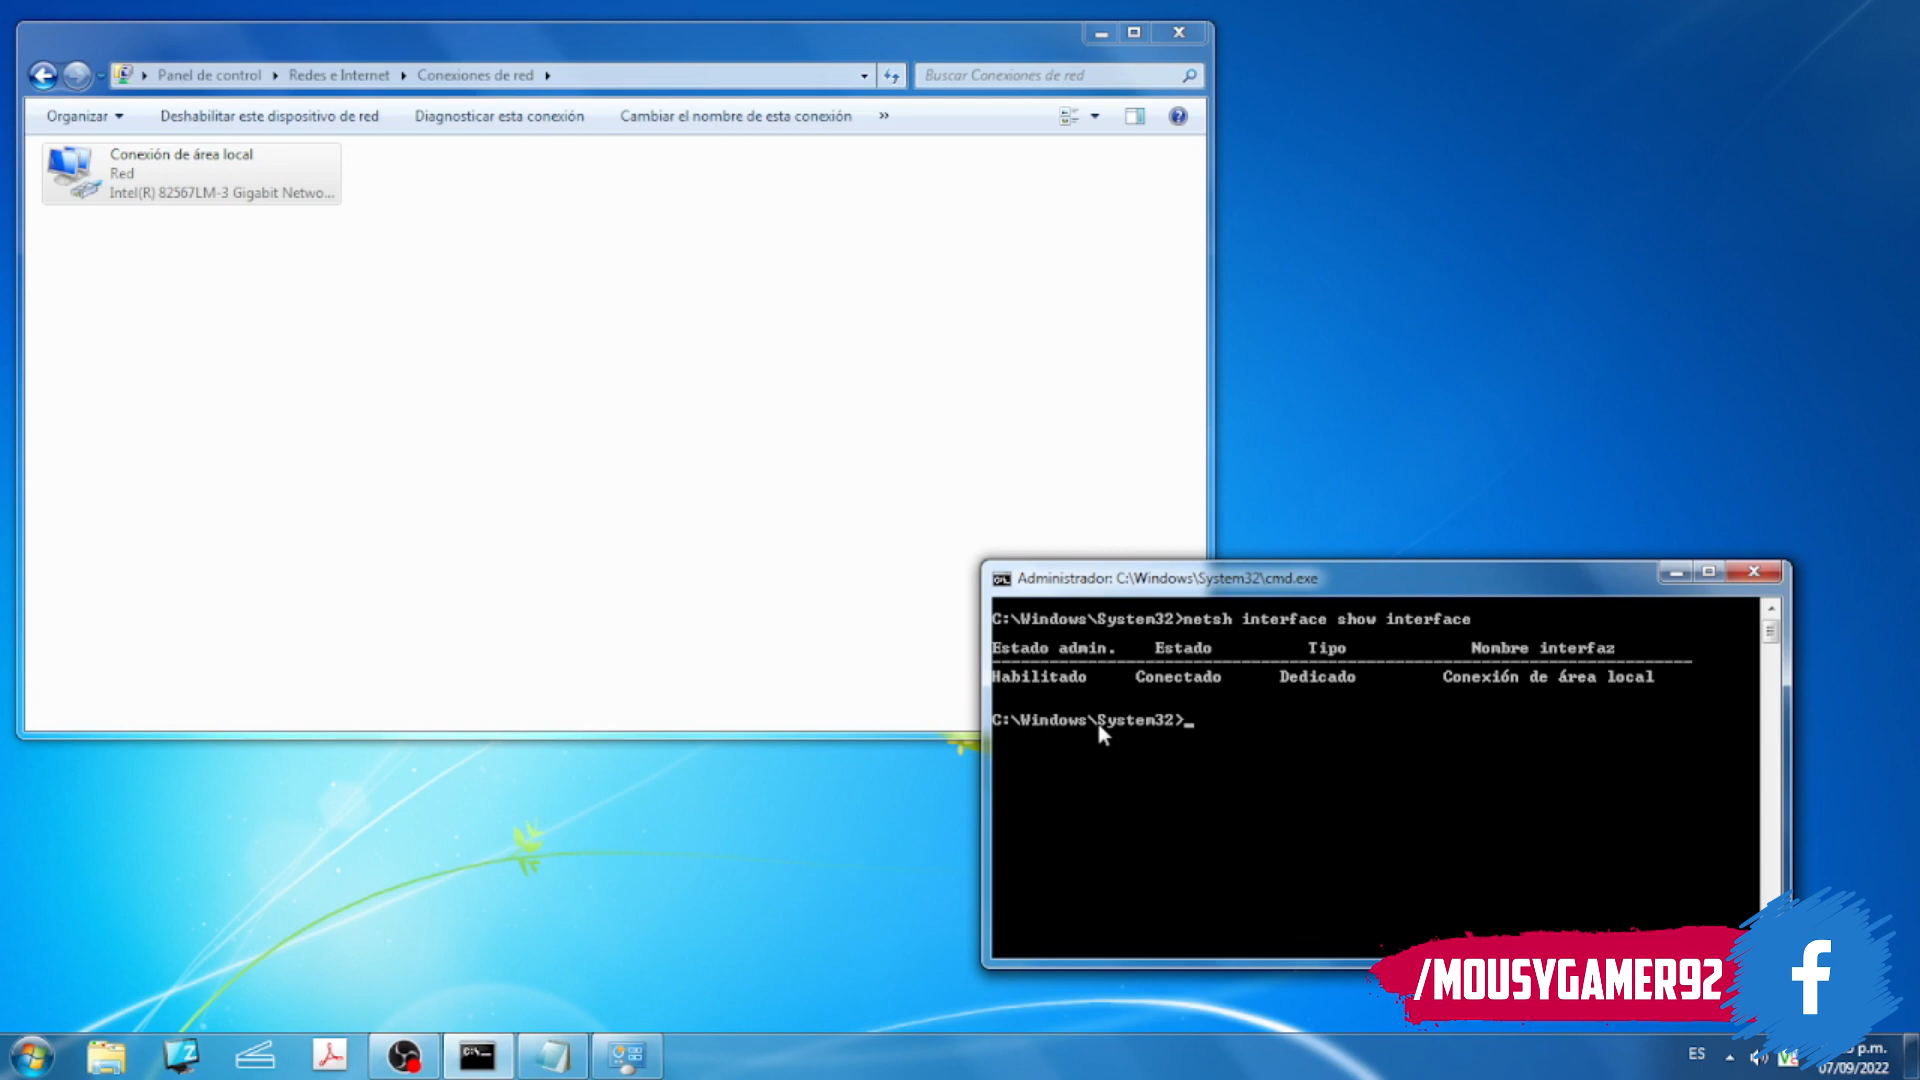 Panel de control
Redes e Internet
Conexiones de red
Buscar Conexiones de red
Organizar
Deshabilitar este dispositivo de red
Diagnosticar esta conexión
Cambiar el nombre de esta conexión
»
Conexión de área local
Red
Intel(R) 82567LM-3 Gigabit Netwo...
Administrador: C:\Windows\System32\cmd.exe
C:\Windows\System32>netsh interface show interface
Estado admin. Estado Tipo Nombre interfaz
Habilitado Conectado Dedicado Conexión de área local
C:\Windows\System32>_
/MOUSYGAMER92
f
ES
p.m.
07/09/2022